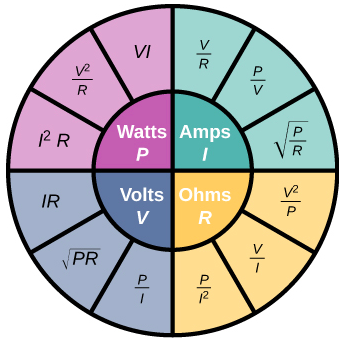 VI
V/R
V²/R
P/V
I² R
√(P/R)
Watts
P
Amps
I
Volts
V
Ohms
R
IR
V²/P
√PR
V/I
P/I
P/I²